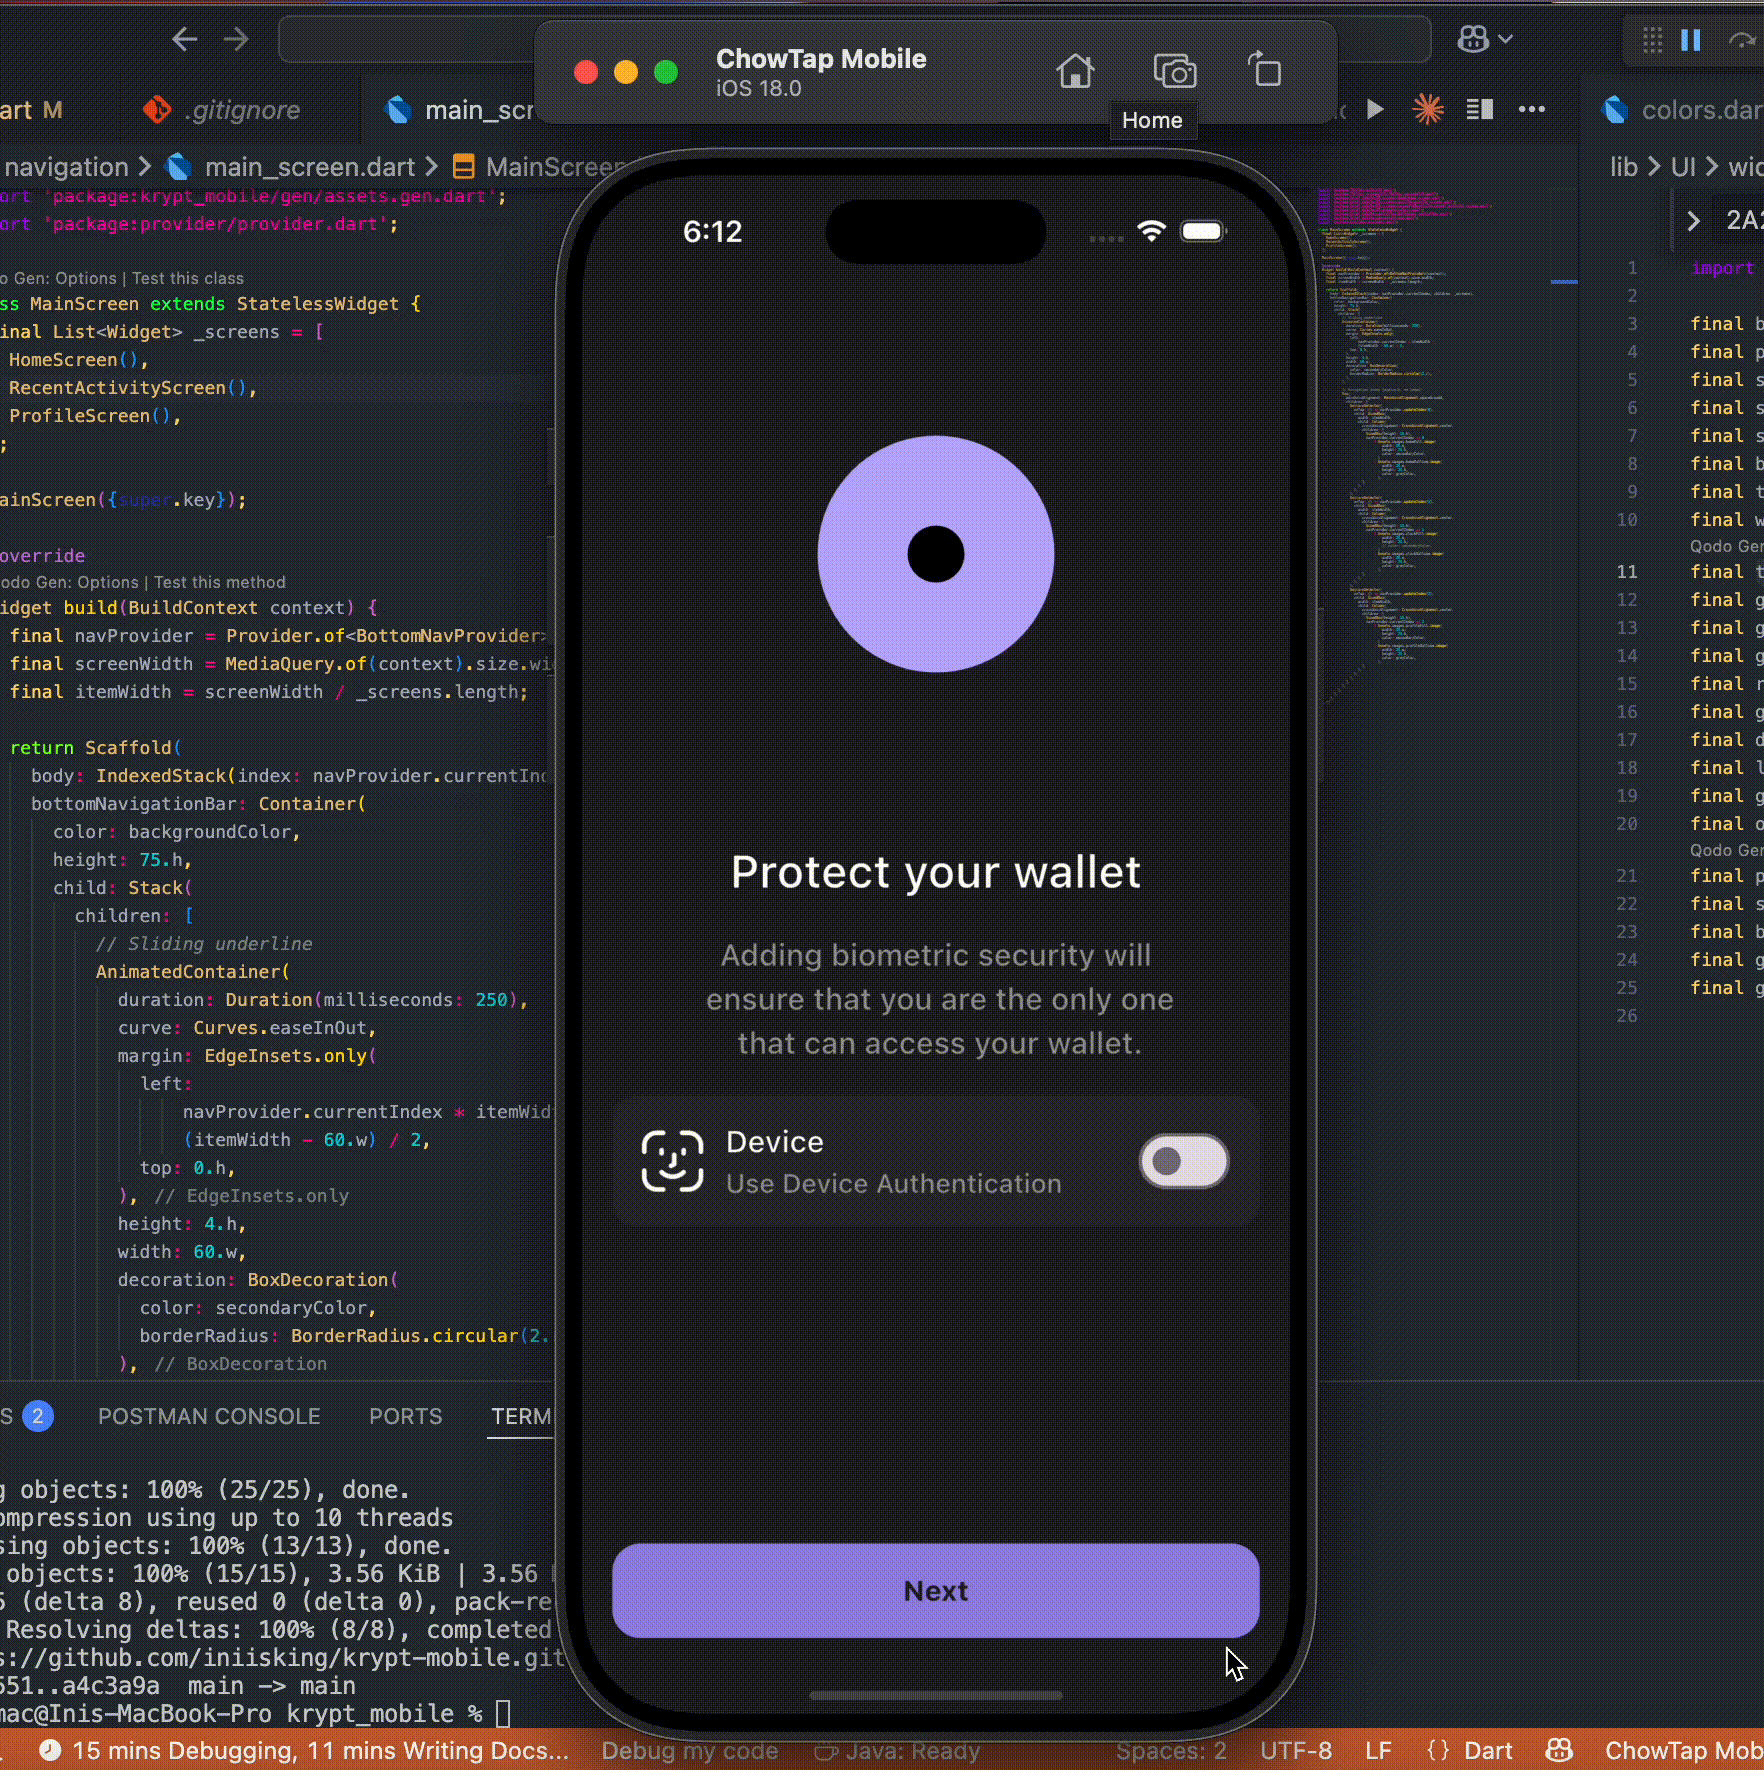 ChowTap Mobile
iOS 18.0
Home
art M
.gitignore
main_scr
colors.dar
navigation > main_screen.dart > MainScreen
lib > UI > wid
ort 'package:krypt_mobile/gen/assets.gen.dart';
ort 'package:provider/provider.dart';
do Gen: Options | Test this class
ss MainScreen extends StatelessWidget {
inal List<Widget> _screens = [
HomeScreen(),
RecentActivityScreen(),
ProfileScreen(),
;
ainScreen({super.key});
override
odo Gen: Options | Test this method
idget build(BuildContext context) {
final navProvider = Provider.of<BottomNavProvider>
final screenWidth = MediaQuery.of(context).size.wi
final itemWidth = screenWidth / _screens.length;
return Scaffold(
body: IndexedStack(index: navProvider.currentInd
bottomNavigationBar: Container(
color: backgroundColor,
height: 75.h,
child: Stack(
children: [
// Sliding underline
AnimatedContainer(
duration: Duration(milliseconds: 250),
curve: Curves.easeInOut,
margin: EdgeInsets.only(
left:
navProvider.currentIndex * itemWid
(itemWidth - 60.w) / 2,
top: 0.h,
), // EdgeInsets.only
height: 4.h,
width: 60.w,
decoration: BoxDecoration(
color: secondaryColor,
borderRadius: BorderRadius.circular(2.
), // BoxDecoration
6:12
Protect your wallet
Adding biometric security will
ensure that you are the only one
that can access your wallet.
Device
Use Device Authentication
Next
> 2A2
1 import
2
3 final b
4 final p
5 final s
6 final s
7 final s
8 final b
9 final t
10 final w
Qodo Gen
11 final t
12 final g
13 final g
14 final g
15 final r
16 final g
17 final d
18 final l
19 final g
20 final o
Qodo Gen
21 final p
22 final s
23 final b
24 final g
25 final g
26
S 2 POSTMAN CONSOLE PORTS TERM
g objects: 100% (25/25), done.
ompression using up to 10 threads
sing objects: 100% (13/13), done.
objects: 100% (15/15), 3.56 KiB | 3.56
5 (delta 8), reused 0 (delta 0), pack-re
Resolving deltas: 100% (8/8), completed
s://github.com/iniisking/krypt-mobile.git
551..a4c3a9a main -> main
mac@Inis-MacBook-Pro krypt_mobile %
15 mins Debugging, 11 mins Writing Docs... Debug my code Java: Ready Spaces: 2 UTF-8 LF {} Dart ChowTap Mob